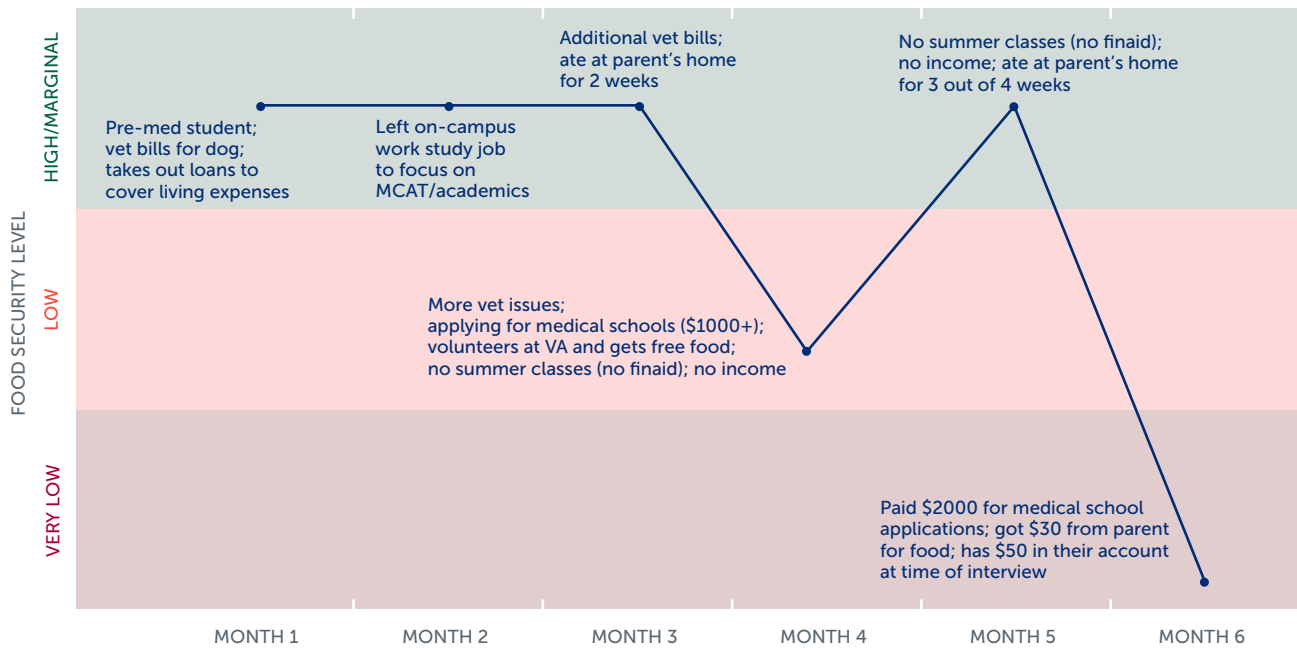 FOOD SECURITY LEVEL
HIGH/MARGINAL
LOW
VERY LOW
Pre-med student;
vet bills for dog;
takes out loans to
cover living expenses
Left on-campus
work study job
to focus on
MCAT/academics
Additional vet bills;
ate at parent’s home
for 2 weeks
More vet issues;
applying for medical schools ($1000+);
volunteers at VA and gets free food;
no summer classes (no finaid); no income
No summer classes (no finaid);
no income; ate at parent’s home
for 3 out of 4 weeks
Paid $2000 for medical school
applications; got $30 from parent
for food; has $50 in their account
at time of interview
MONTH 1
MONTH 2
MONTH 3
MONTH 4
MONTH 5
MONTH 6